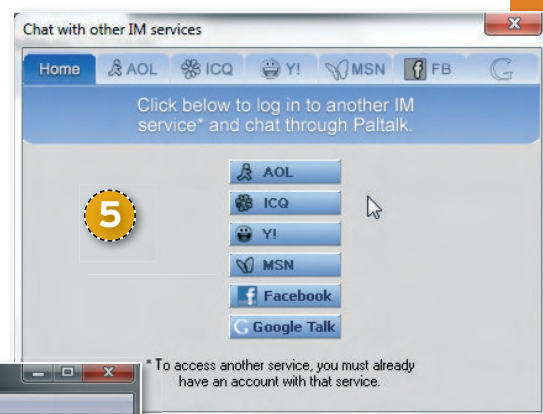 Chat with other IM services
Home AOL ICQ Y! MSN FB G
Click below to log in to another IM
service* and chat through Paltalk.
5
AOL
ICQ
Y!
MSN
Facebook
G Google Talk
* To access another service, you must already
have an account with that service.